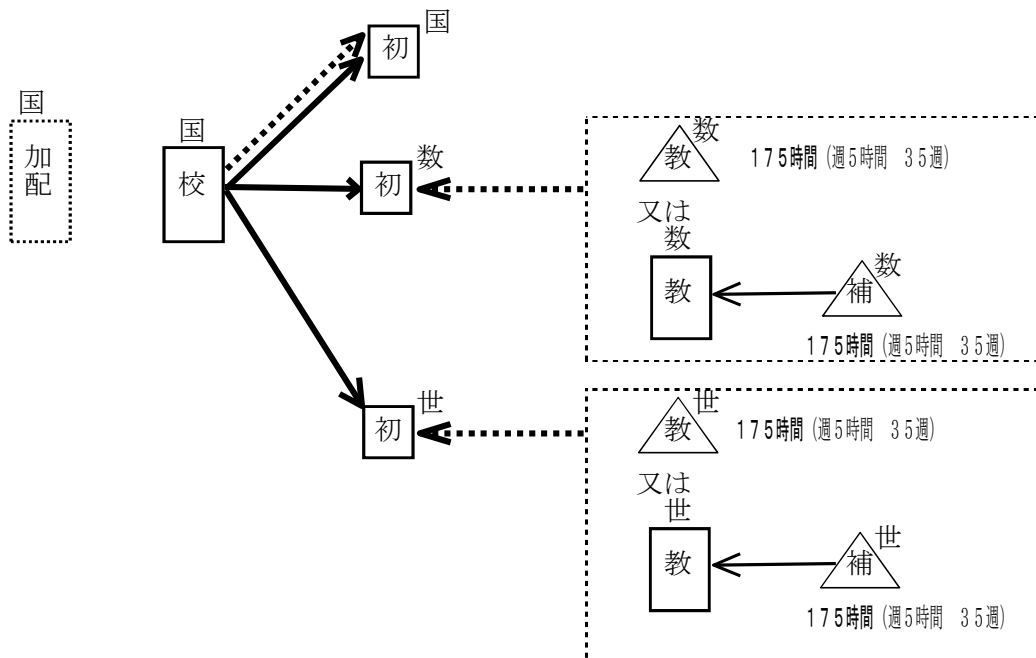 国
加
配
国
校
国
初
数
初
世
初
数
教
175時間（週5時間　35週）
又は
数
教
数
補
175時間（週5時間　35週）
世
教
175時間（週5時間　35週）
又は
世
教
世
補
175時間（週5時間　35週）